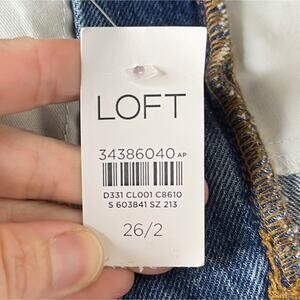 LOFT
34386040 AP
D331 CL001 C8610
S 603841 SZ 213
26/2